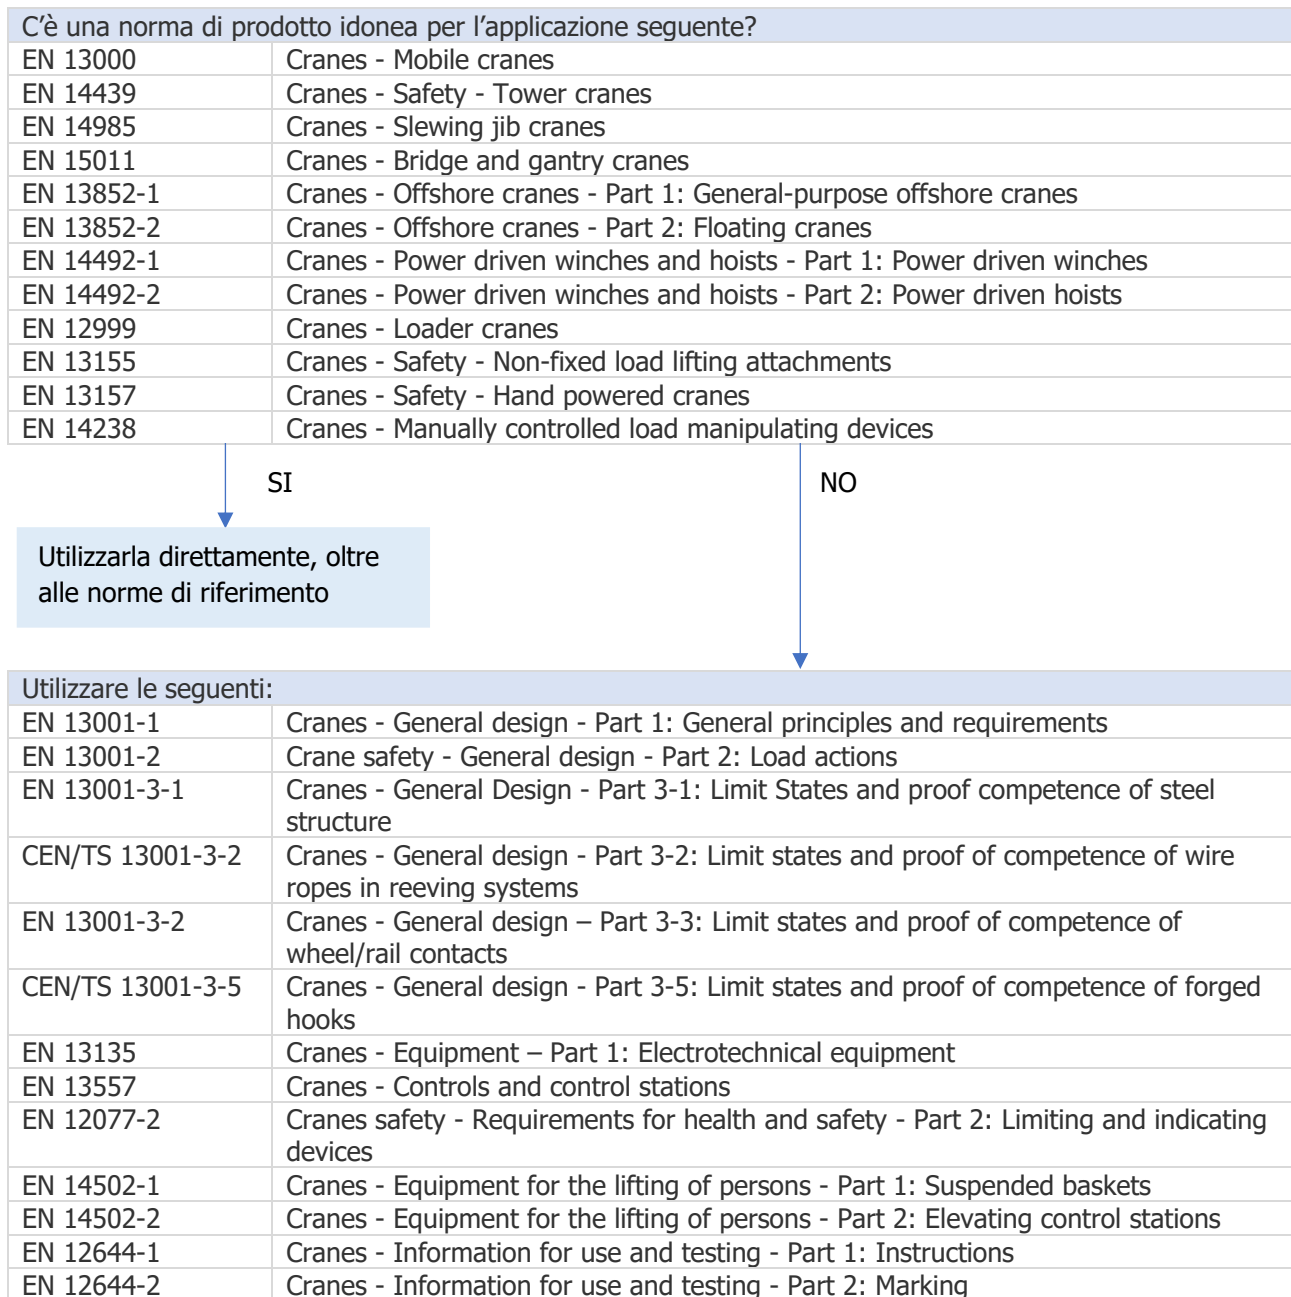 C’è una norma di prodotto idonea per l’applicazione seguente?
EN 13000 Cranes - Mobile cranes
EN 14439 Cranes - Safety - Tower cranes
EN 14985 Cranes - Slewing jib cranes
EN 15011 Cranes - Bridge and gantry cranes
EN 13852-1 Cranes - Offshore cranes - Part 1: General-purpose offshore cranes
EN 13852-2 Cranes - Offshore cranes - Part 2: Floating cranes
EN 14492-1 Cranes - Power driven winches and hoists - Part 1: Power driven winches
EN 14492-2 Cranes - Power driven winches and hoists - Part 2: Power driven hoists
EN 12999 Cranes - Loader cranes
EN 13155 Cranes - Safety - Non-fixed load lifting attachments
EN 13157 Cranes - Safety - Hand powered cranes
EN 14238 Cranes - Manually controlled load manipulating devices
SI NO
Utilizzarla direttamente, oltre
alle norme di riferimento
Utilizzare le seguenti:
EN 13001-1 Cranes - General design - Part 1: General principles and requirements
EN 13001-2 Crane safety - General design - Part 2: Load actions
EN 13001-3-1 Cranes - General Design - Part 3-1: Limit States and proof competence of steel
structure
CEN/TS 13001-3-2 Cranes - General design - Part 3-2: Limit states and proof of competence of wire
ropes in reeving systems
EN 13001-3-2 Cranes - General design – Part 3-3: Limit states and proof of competence of
wheel/rail contacts
CEN/TS 13001-3-5 Cranes - General design - Part 3-5: Limit states and proof of competence of forged
hooks
EN 13135 Cranes - Equipment – Part 1: Electrotechnical equipment
EN 13557 Cranes - Controls and control stations
EN 12077-2 Cranes safety - Requirements for health and safety - Part 2: Limiting and indicating
devices
EN 14502-1 Cranes - Equipment for the lifting of persons - Part 1: Suspended baskets
EN 14502-2 Cranes - Equipment for the lifting of persons - Part 2: Elevating control stations
EN 12644-1 Cranes - Information for use and testing - Part 1: Instructions
EN 12644-2 Cranes - Information for use and testing - Part 2: Marking